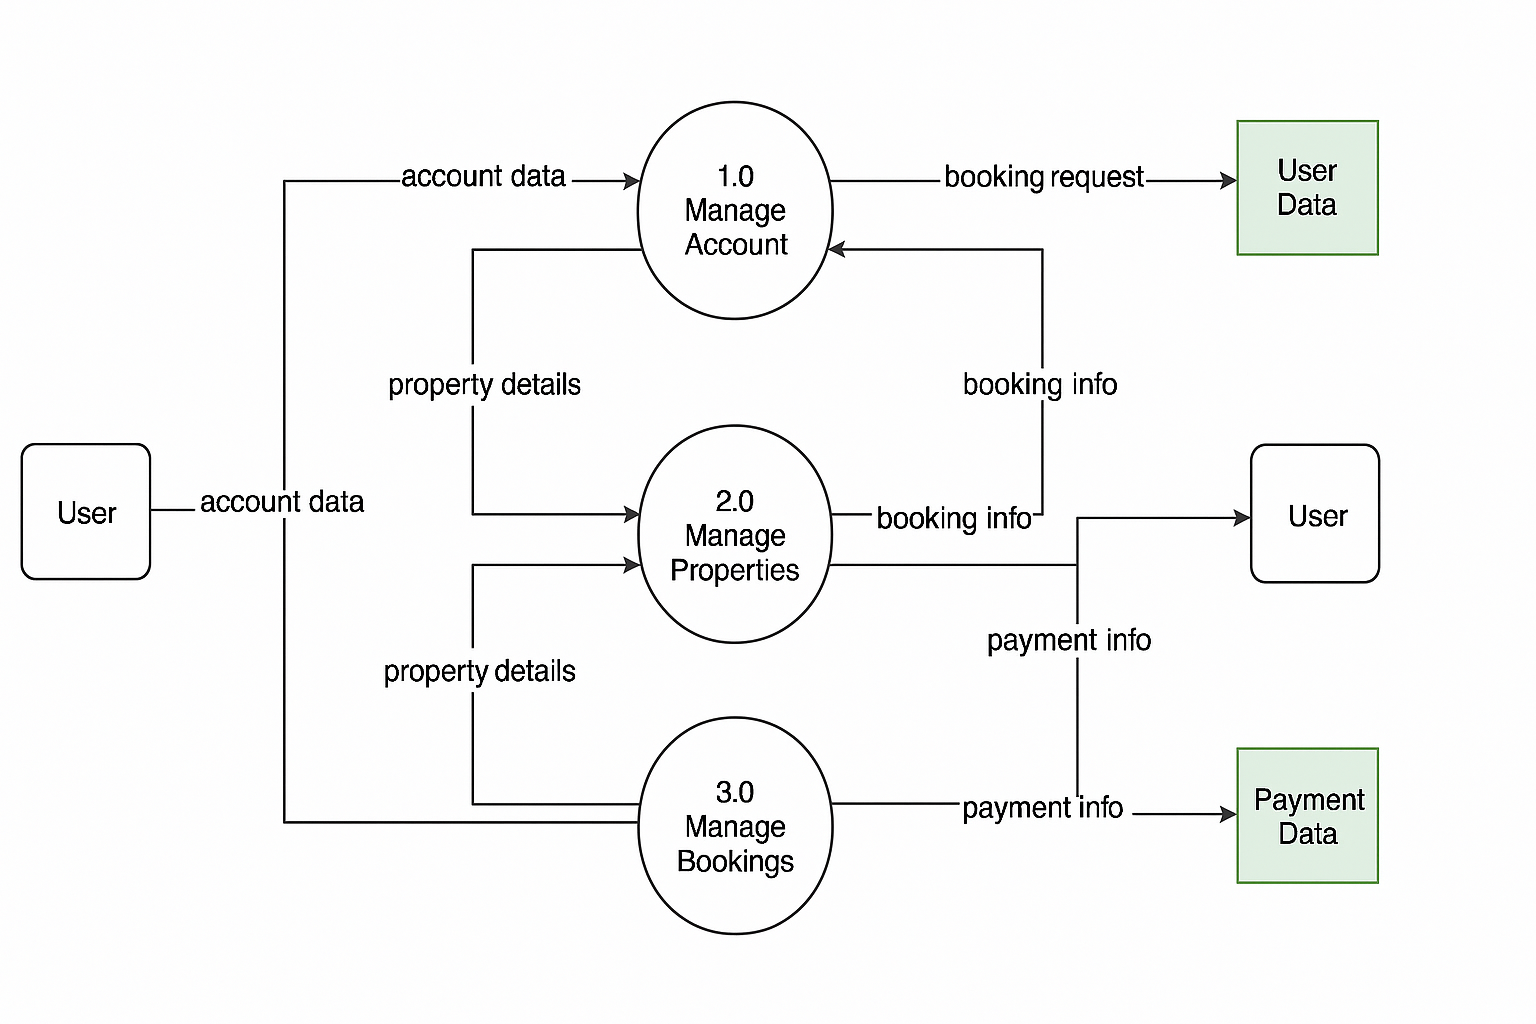 account data
1.0
Manage
Account
booking request
User
Data
property details
booking info
User
account data
2.0
Manage
Properties
booking info
User
property details
payment info
3.0
Manage
Bookings
payment info
Payment
Data